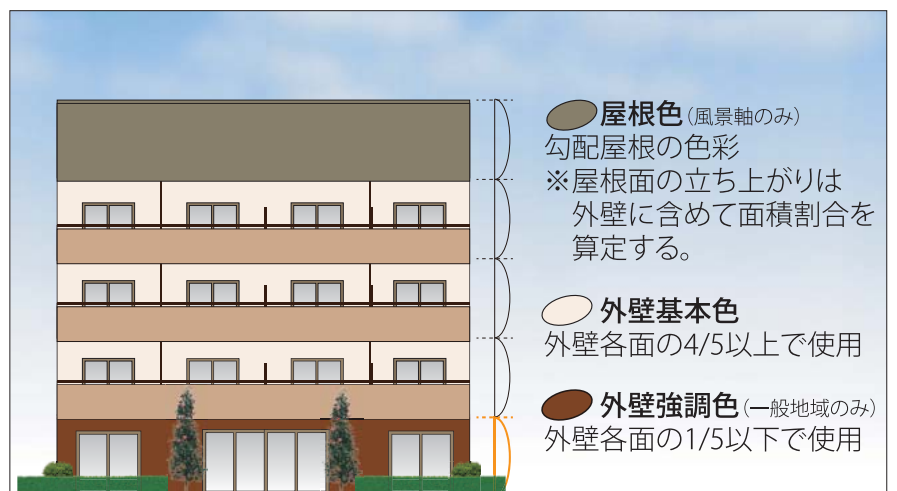 屋根色(風景軸のみ)
勾配屋根の色彩
※屋根面の立ち上がりは
外壁に含めて面積割合を
算定する。
外壁基本色
外壁各面の4/5以上で使用
外壁強調色(一般地域のみ)
外壁各面の1/5以下で使用